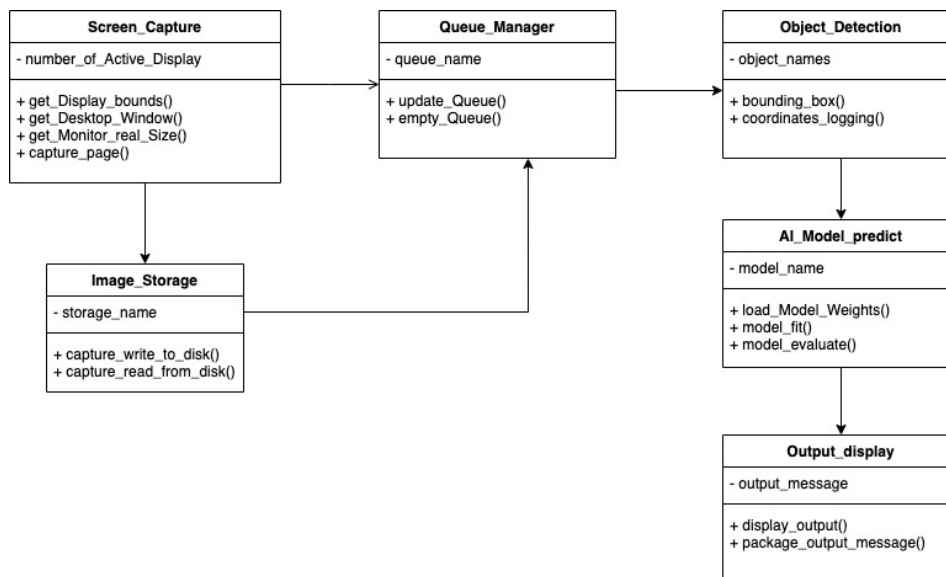 Screen_Capture
- number_of_Active_Display
+ get_Display_bounds()
+ get_Desktop_Window()
+ get_Monitor_real_Size()
+ capture_page()
Queue_Manager
- queue_name
+ update_Queue()
+ empty_Queue()
Object_Detection
- object_names
+ bounding_box()
+ coordinates_logging()
Image_Storage
- storage_name
+ capture_write_to_disk()
+ capture_read_from_disk()
AI_Model_predict
- model_name
+ load_Model_Weights()
+ model_fit()
+ model_evaluate()
Output_display
- output_message
+ display_output()
+ package_output_message()